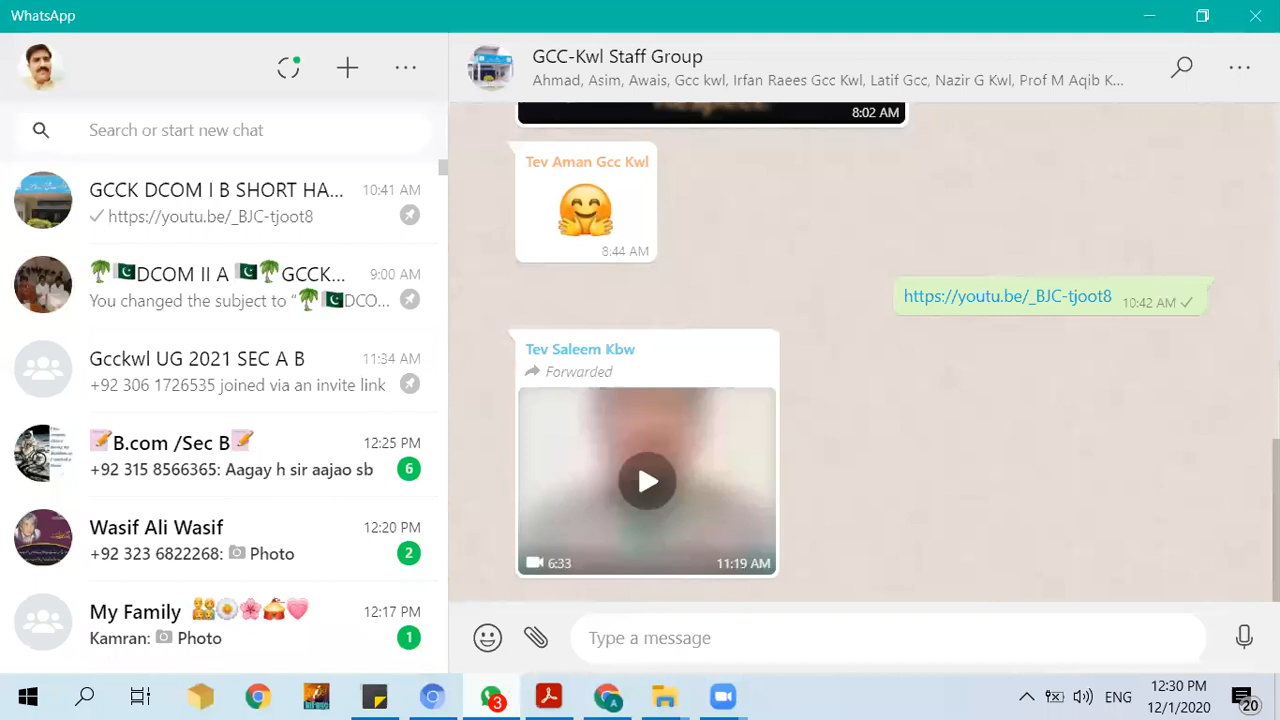 WhatsApp
Search or start new chat
GCCK DCOM I B SHORT HA... 10:41 AM
https://youtu.be/_BJC-tjoot8
DCOM II A GCCK... 9:00 AM
You changed the subject to “DCO...
Gcckwl UG 2021 SEC A B 11:34 AM
+92 306 1726535 joined via an invite link
B.com /Sec B 12:25 PM
+92 315 8566365: Aagay h sir aajao sb 6
Wasif Ali Wasif 12:20 PM
+92 323 6822268: Photo 2
My Family 12:17 PM
Kamran: Photo 1
GCC-Kwl Staff Group
Ahmad, Asim, Awais, Gcc kwl, Irfan Raees Gcc Kwl, Latif Gcc, Nazir G Kwl, Prof M Aqib K...
8:02 AM
Tev Aman Gcc Kwl
8:44 AM
https://youtu.be/_BJC-tjoot8 10:42 AM
Tev Saleem Kbw
Forwarded
6:33 11:19 AM
Type a message
3
ENG
12:30 PM
12/1/2020
20